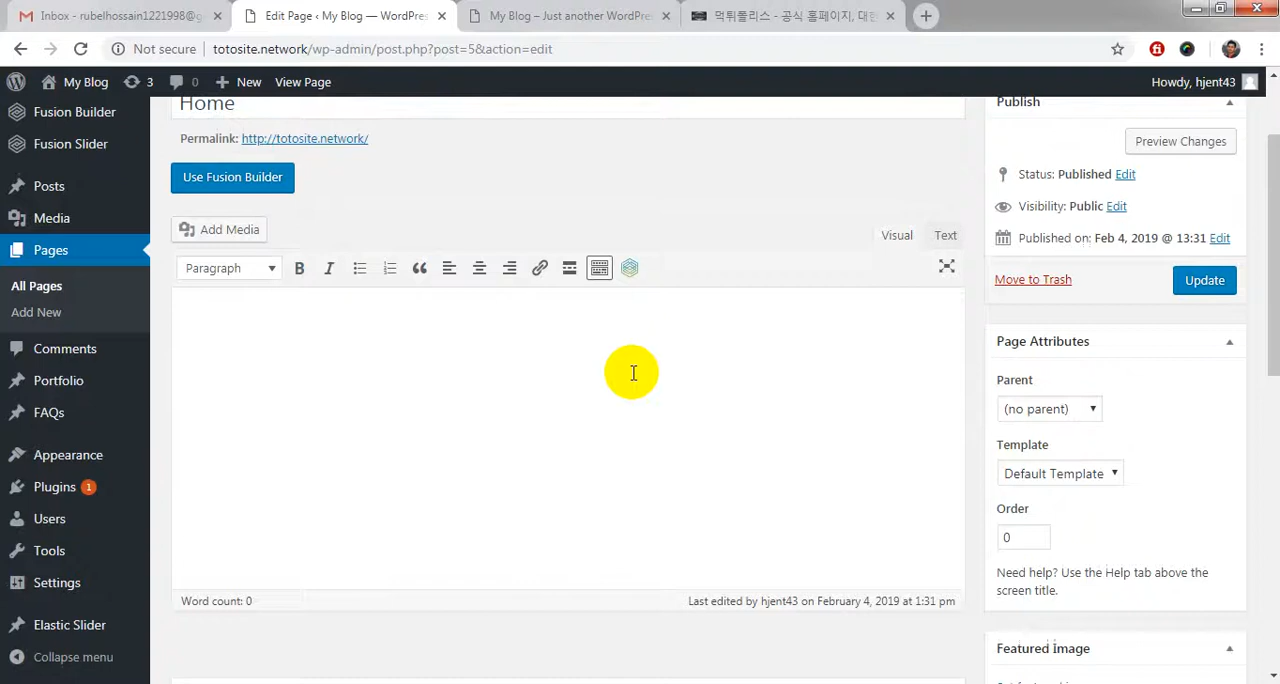 Inbox - rubelhossain1221998@g
Edit Page ‹ My Blog — WordPres
My Blog – Just another WordPre
먹튀폴리스 - 공식 홈페이지, 대한
Not secure
totosite.network/wp-admin/post.php?post=5&action=edit
My Blog
3
0
New
View Page
Howdy, hjent43
Fusion Builder
Fusion Slider
Posts
Media
Pages
All Pages
Add New
Comments
Portfolio
FAQs
Appearance
Plugins 1
Users
Tools
Settings
Elastic Slider
Collapse menu
Home
Permalink: http://totosite.network/
Use Fusion Builder
Add Media
Visual
Text
Paragraph
B
I
Word count: 0
Last edited by hjent43 on February 4, 2019 at 1:31 pm
Publish
Preview Changes
Status: Published Edit
Visibility: Public Edit
Published on: Feb 4, 2019 @ 13:31 Edit
Move to Trash
Update
Page Attributes
Parent
(no parent)
Template
Default Template
Order
0
Need help? Use the Help tab above the
screen title.
Featured Image